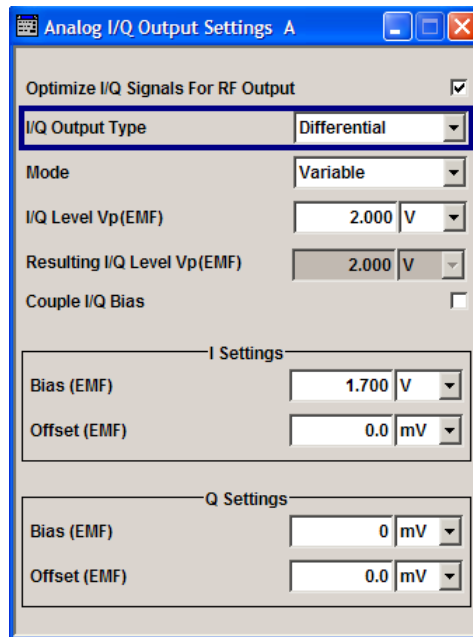 Analog I/Q Output Settings A
Optimize I/Q Signals For RF Output
I/Q Output Type Differential
Mode Variable
I/Q Level Vp(EMF) 2.000 V
Resulting I/Q Level Vp(EMF) 2.000 V
Couple I/Q Bias
I Settings
Bias (EMF) 1.700 V
Offset (EMF) 0.0 mV
Q Settings
Bias (EMF) 0 mV
Offset (EMF) 0.0 mV